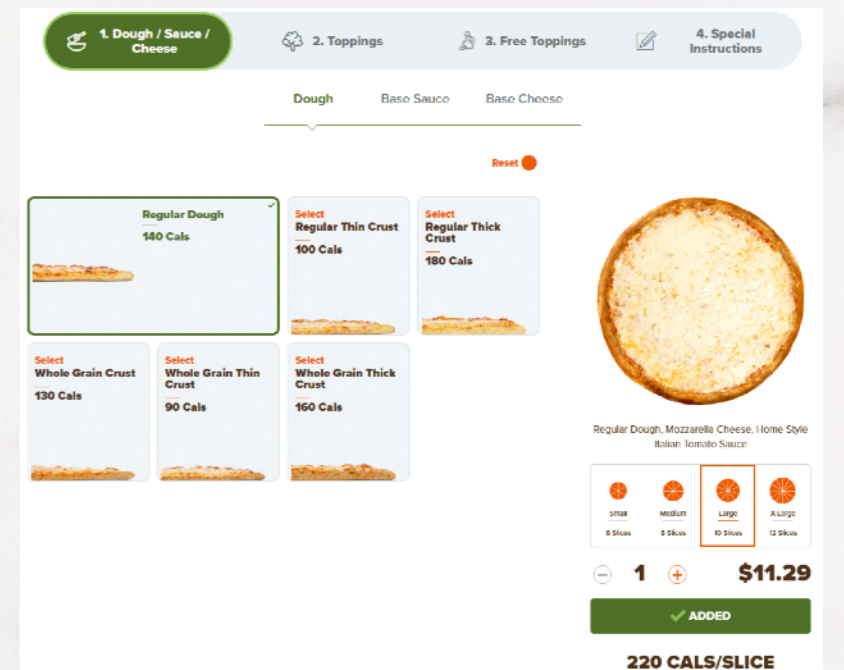 1. Dough / Sauce /
Cheese
2. Toppings
3. Free Toppings
4. Special
Instructions
Dough
Base Sauce
Base Cheese
Reset
Regular Dough
140 Cals
Select
Regular Thin Crust
100 Cals
Select
Regular Thick
Crust
180 Cals
Select
Whole Grain Crust
130 Cals
Select
Whole Grain Thin
Crust
90 Cals
Select
Whole Grain Thick
Crust
160 Cals
Regular Dough, Mozzarella Cheese, Home Style
Italian Tomato Sauce
Small
6 Slices
Medium
8 Slices
Large
10 Slices
X Large
12 Slices
1
$11.29
ADDED
220 CALS/SLICE